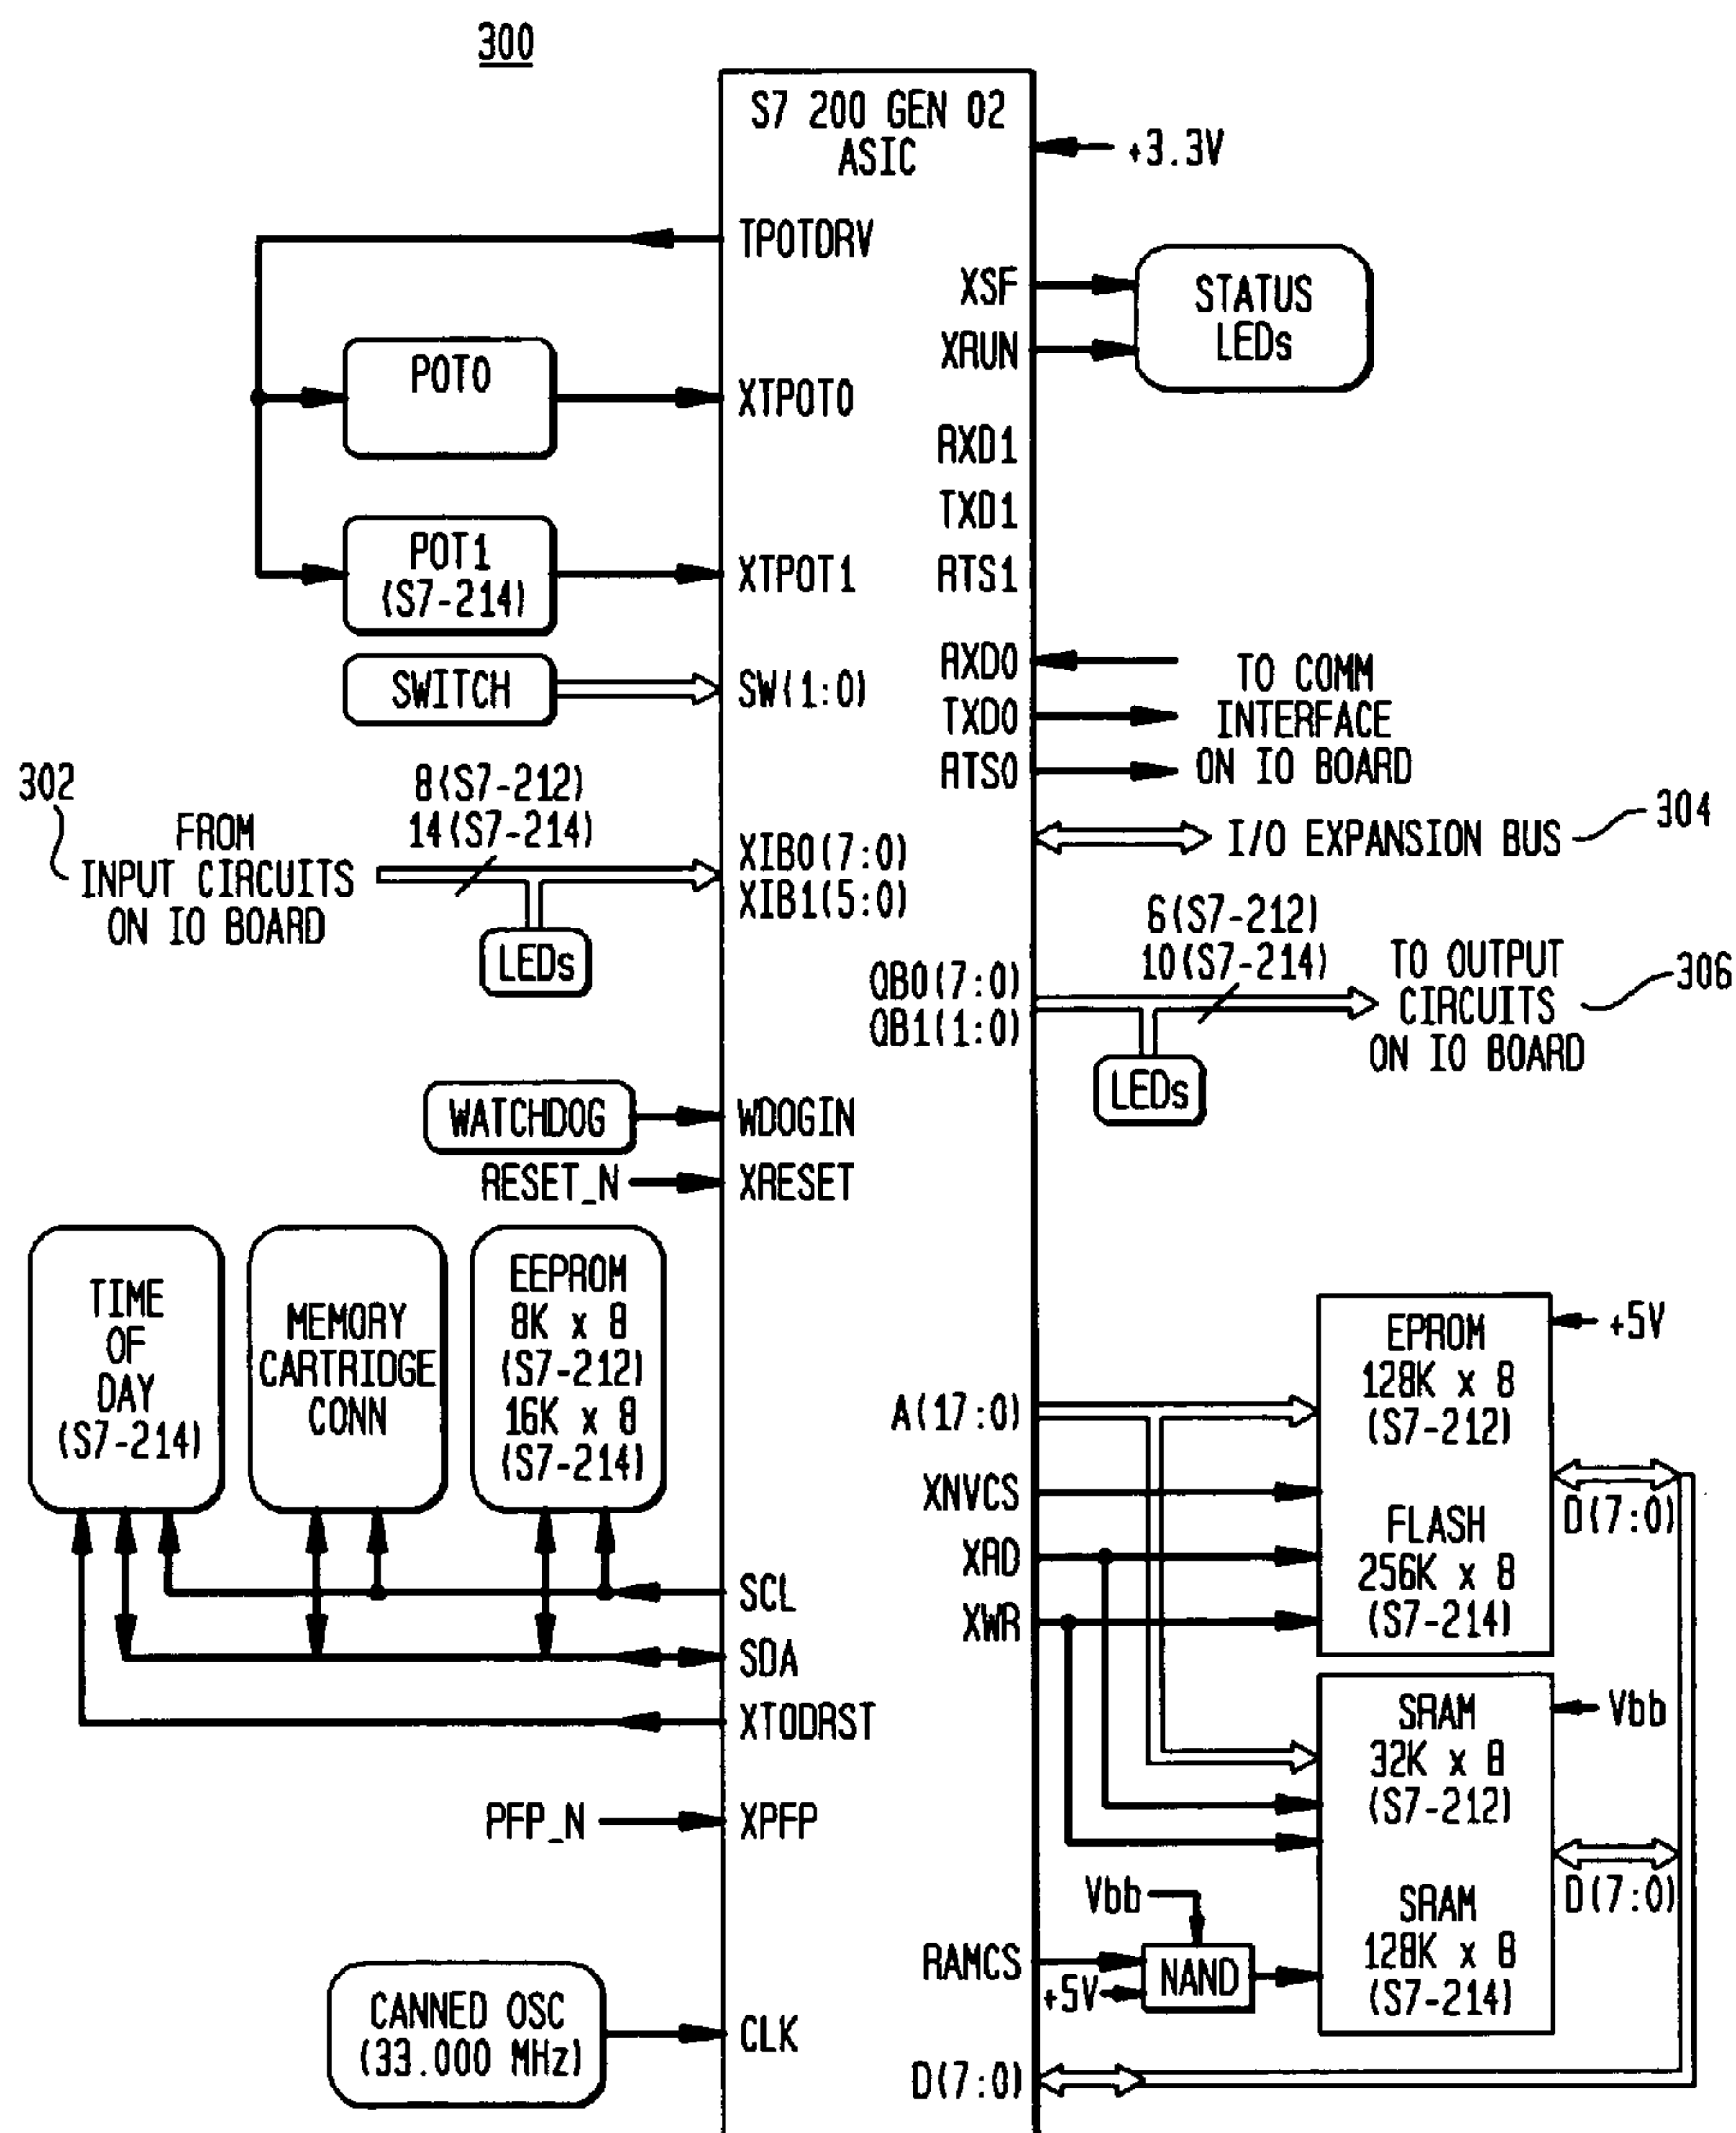 300
S7 200 GEN 02
ASIC
+3.3V
TPOTDRV
XSF
XRUN
STATUS
LEDs
POT0
XTPOT0
RXD1
TXD1
RTS1
POT1
(S7-214)
XTPOT1
SWITCH
SW(1:0)
RXD0
TXD0
RTS0
TO COMM
INTERFACE
ON IO BOARD
302
FROM
INPUT CIRCUITS
ON IO BOARD
8(S7-212)
14(S7-214)
XIB0(7:0)
XIB1(5:0)
LEDs
I/O EXPANSION BUS
304
6(S7-212)
10(S7-214)
QB0(7:0)
QB1(1:0)
LEDs
TO OUTPUT
CIRCUITS
ON IO BOARD
306
WATCHDOG
WDOGIN
RESET_N
XRESET
TIME
OF
DAY
(S7-214)
MEMORY
CARTRIDGE
CONN
EEPROM
8K x 8
(S7-212)
16K x 8
(S7-214)
SCL
SDA
XTODRST
PFP_N
XPFP
CANNED OSC
(33.000 MHz)
CLK
A(17:0)
XNVCS
XRD
XWR
EPROM
128K x 8
(S7-212)
FLASH
256K x 8
(S7-214)
+5V
D(7:0)
SRAM
32K x 8
(S7-212)
SRAM
128K x 8
(S7-214)
Vbb
D(7:0)
Vbb
RAMCS
+5V
NAND
D(7:0)